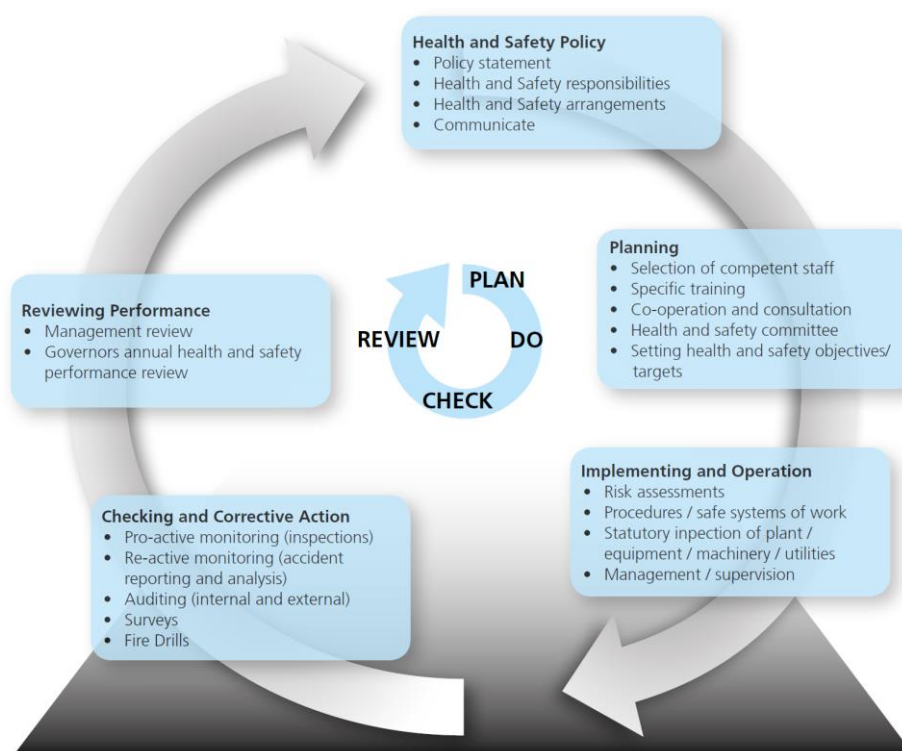 Health and Safety Policy
• Policy statement
• Health and Safety responsibilities
• Health and Safety arrangements
• Communicate
Planning
• Selection of competent staff
• Specific training
• Co-operation and consultation
• Health and safety committee
• Setting health and safety objectives/
targets
Implementing and Operation
• Risk assessments
• Procedures / safe systems of work
• Statutory inpection of plant /
equipment / machinery / utilities
• Management / supervision
Checking and Corrective Action
• Pro-active monitoring (inspections)
• Re-active monitoring (accident
reporting and analysis)
• Auditing (internal and external)
• Surveys
• Fire Drills
Reviewing Performance
• Management review
• Governors annual health and safety
performance review
PLAN
DO
CHECK
REVIEW